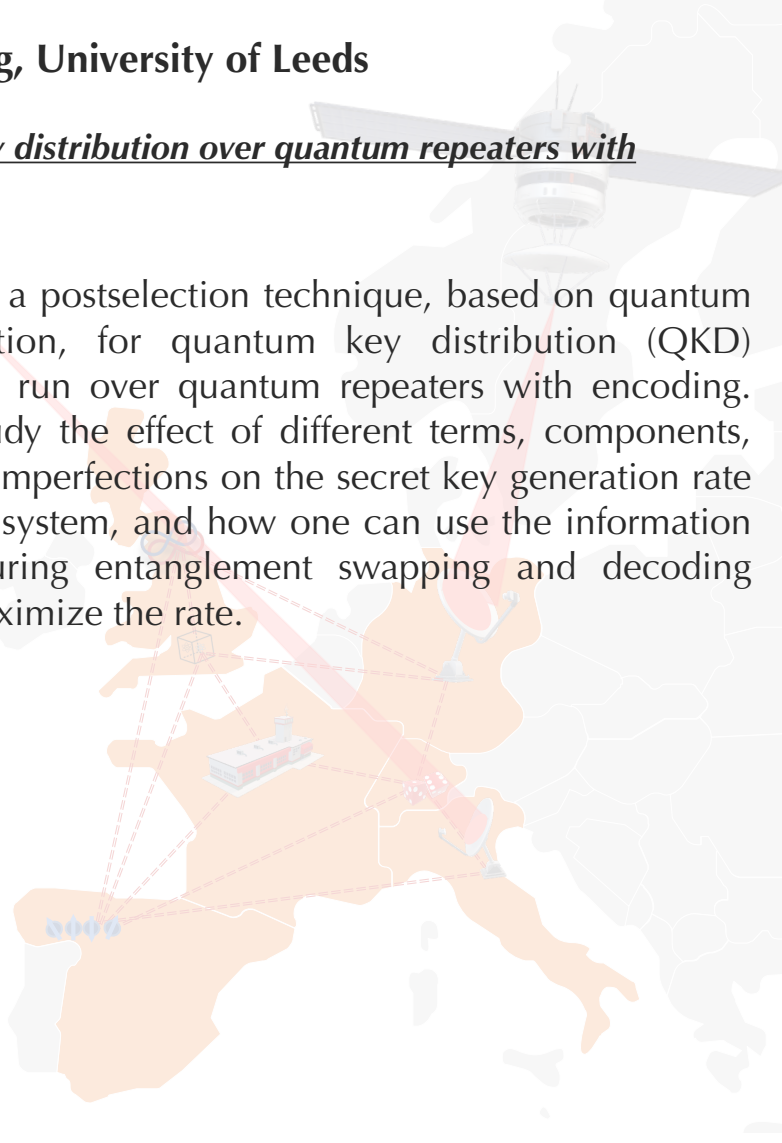 g, University of Leeds
distribution over quantum repeaters with
a postselection technique, based on quantum
tion, for quantum key distribution (QKD)
run over quantum repeaters with encoding.
udy the effect of different terms, components,
imperfections on the secret key generation rate
system, and how one can use the information
uring entanglement swapping and decoding
ximize the rate.